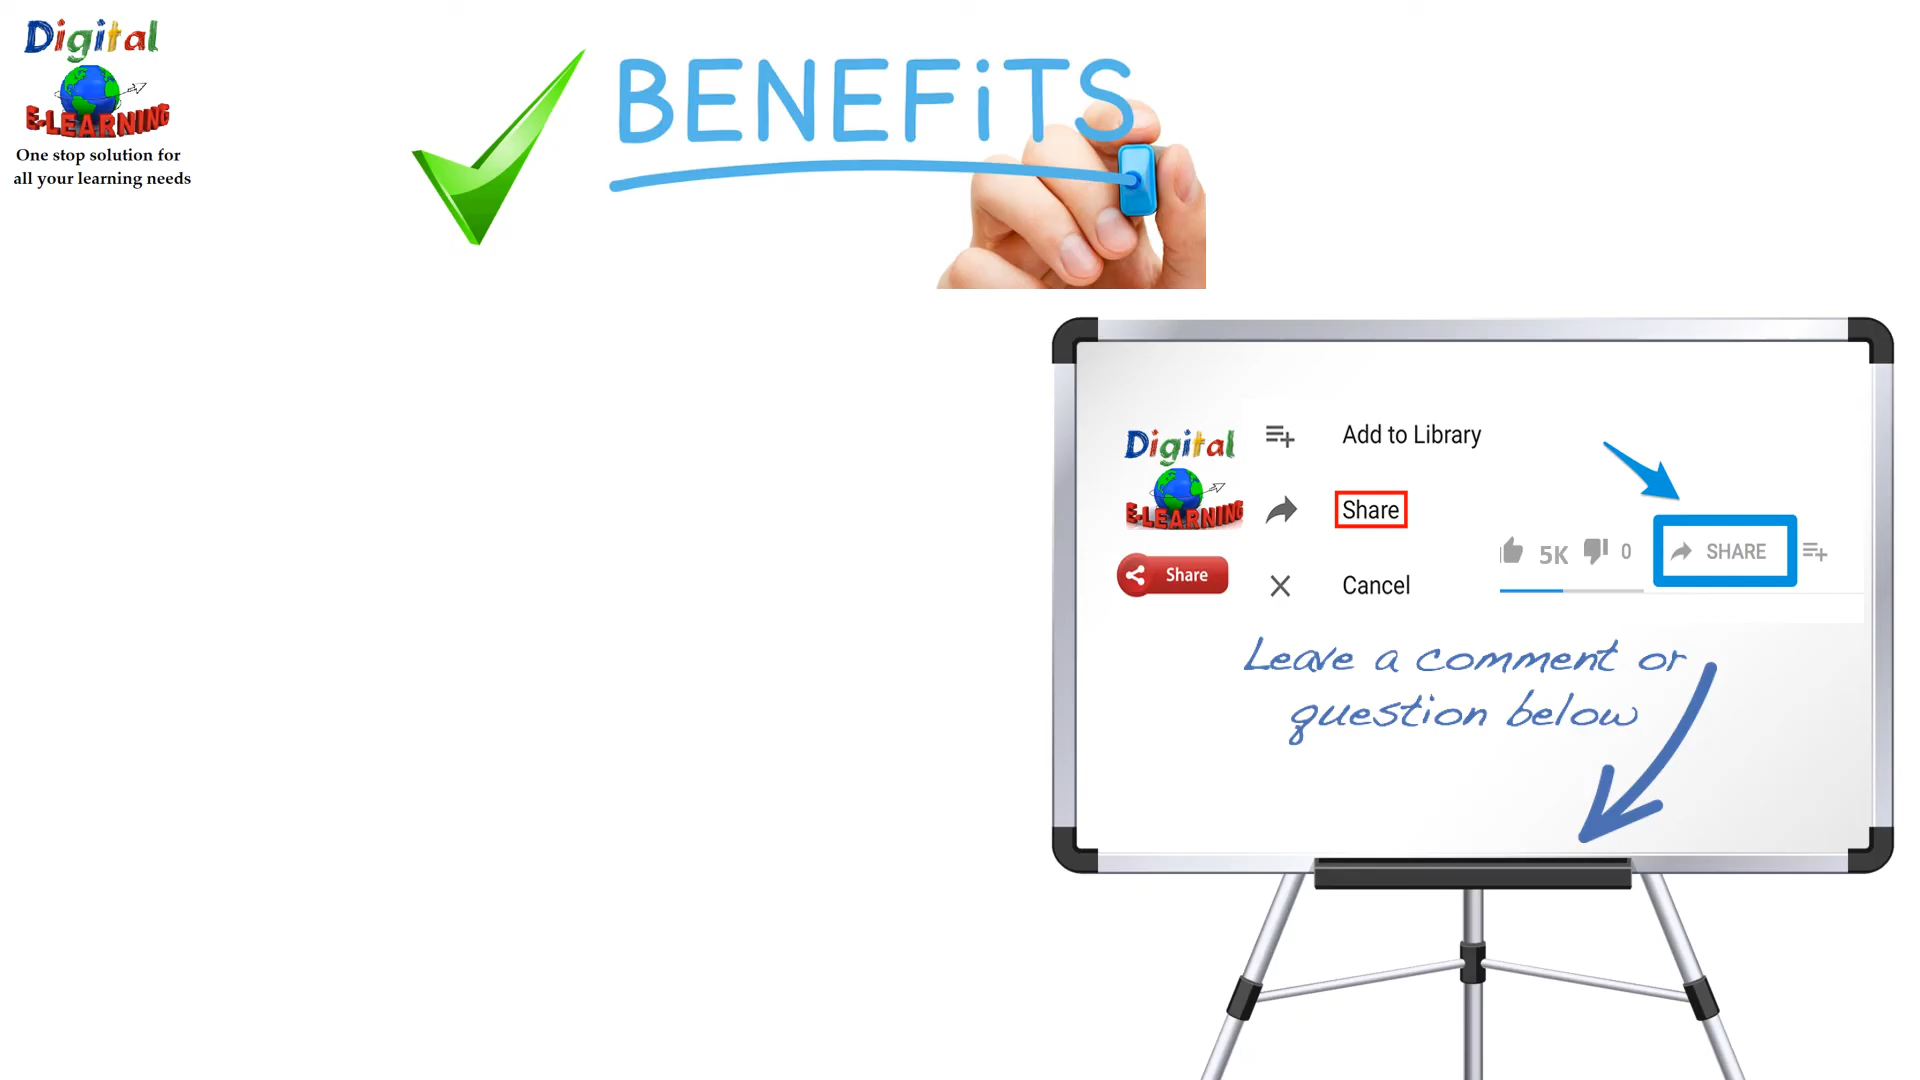 Digital
E-LEARNING
One stop solution for
all your learning needs
BENEFiTS
Digital
E-LEARNING
Share
Add to Library
Share
Cancel
5K 0 SHARE
Leave a comment or
question below